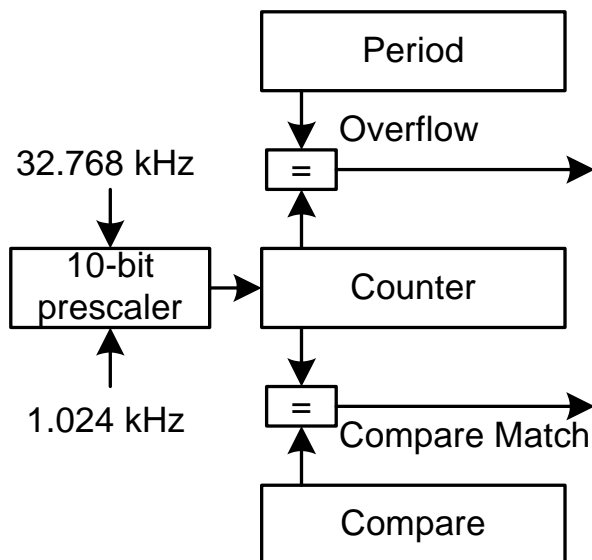 Period
Overflow
=
32.768 kHz
10-bit
prescaler
Counter
1.024 kHz
=
Compare Match
Compare